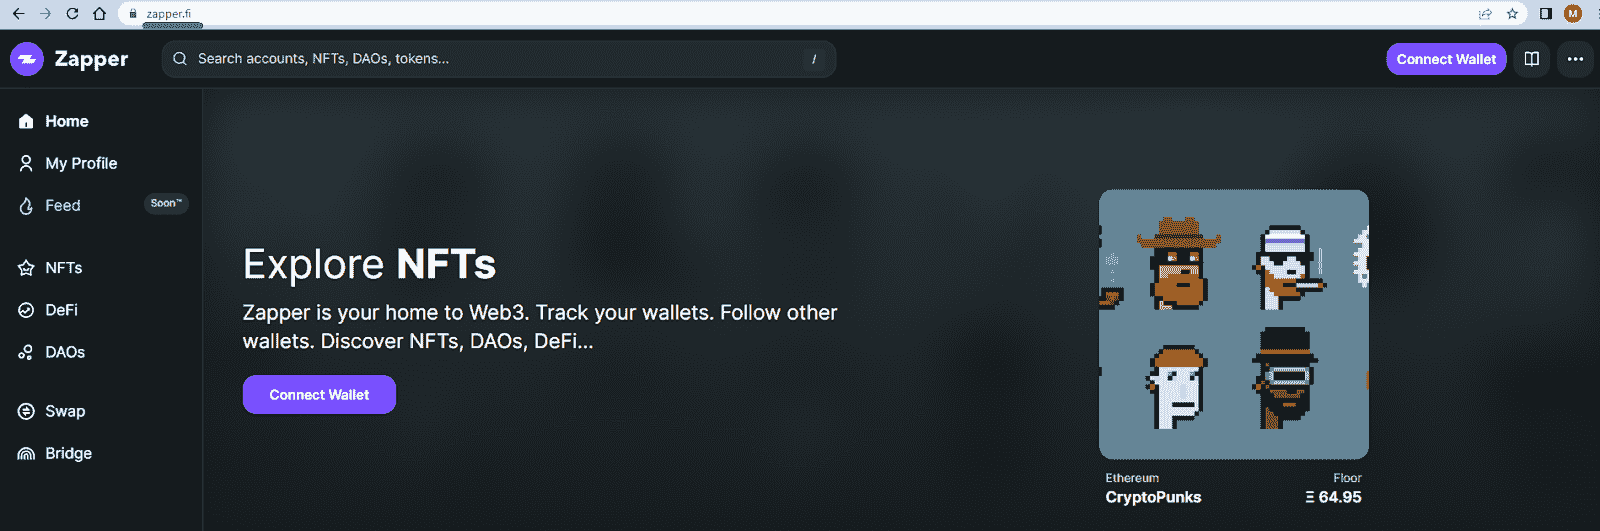 zapper.fi
M
Zapper
Search accounts, NFTs, DAOs, tokens...
/
Connect Wallet
Home
My Profile
Feed
Soon™
NFTs
DeFi
DAOs
Swap
Bridge
Explore NFTs
Zapper is your home to Web3. Track your wallets. Follow other
wallets. Discover NFTs, DAOs, DeFi...
Connect Wallet
Ethereum
Floor
CryptoPunks
Ξ 64.95